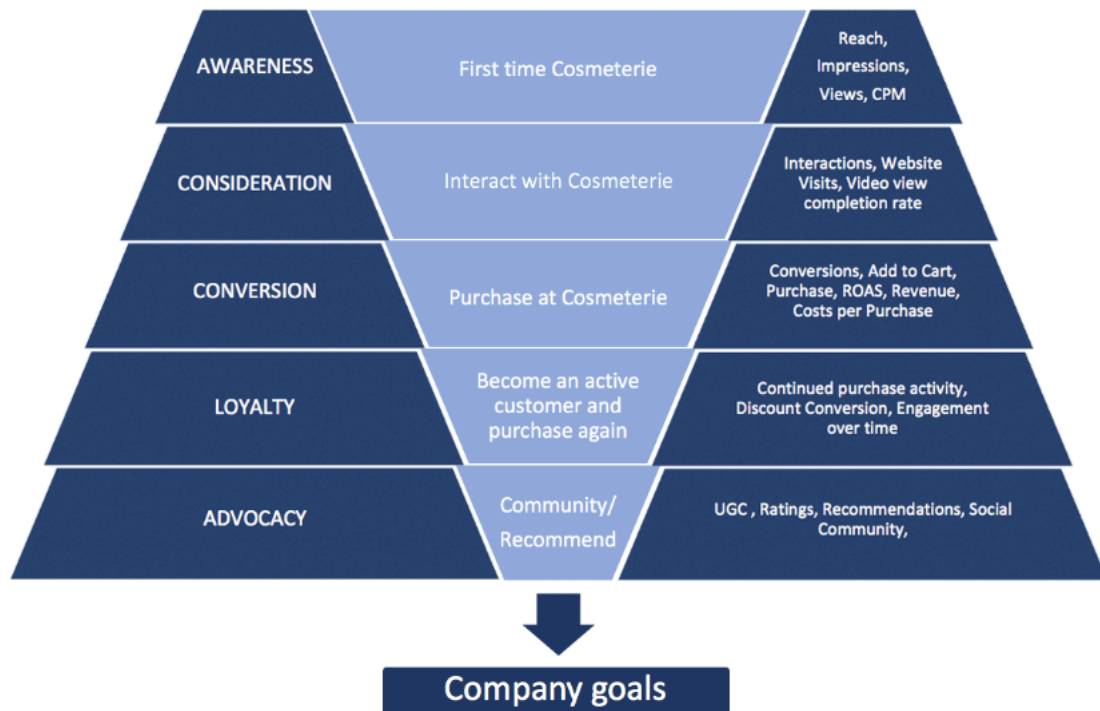 AWARENESS
First time Cosmeterie
Reach,
Impressions,
Views, CPM
CONSIDERATION
Interact with Cosmeterie
Interactions, Website
Visits, Video view
completion rate
CONVERSION
Purchase at Cosmeterie
Conversions, Add to Cart,
Purchase, ROAS, Revenue,
Costs per Purchase
LOYALTY
Become an active
customer and
purchase again
Continued purchase activity,
Discount Conversion, Engagement
over time
ADVOCACY
Community/
Recommend
UGC , Ratings, Recommendations, Social
Community,
Company goals